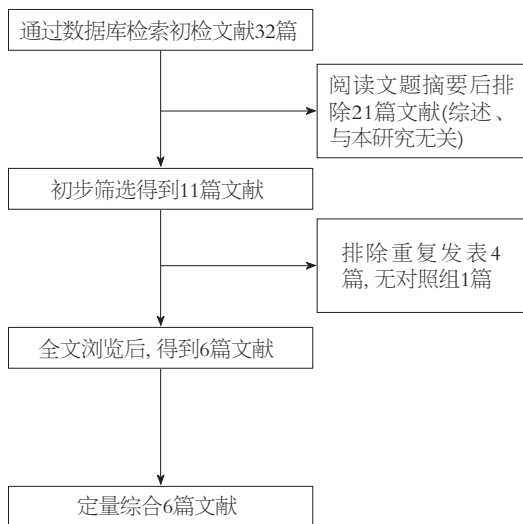 通过数据库检索初检文献32篇
阅读文题摘要后排
除21篇文献(综述、
与本研究无关)
初步筛选得到11篇文献
排除重复发表4
篇, 无对照组1篇
全文浏览后, 得到6篇文献
定量综合6篇文献